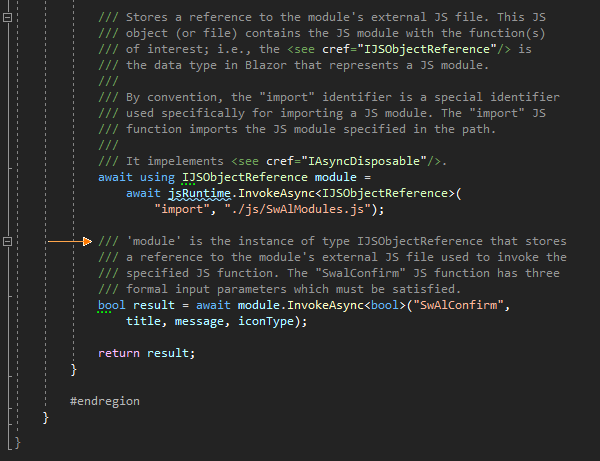 /// Stores a reference to the module's external JS file. This JS
/// object (or file) contains the JS module with the function(s)
/// of interest; i.e., the <see cref="IJSObjectReference"/> is
/// the data type in Blazor that represents a JS module.
///
/// By convention, the "import" identifier is a special identifier
/// used specifically for importing a JS module. The "import" JS
/// function imports the JS module specified in the path.
///
/// It impelements <see cref="IAsyncDisposable"/>.
await using IJSObjectReference module =
await jsRuntime.InvokeAsync<IJSObjectReference>(
"import", "./js/SwAlModules.js");
/// 'module' is the instance of type IJSObjectReference that stores
/// a reference to the module's external JS file used to invoke the
/// specified JS function. The "SwalConfirm" JS function has three
/// formal input parameters which must be satisfied.
bool result = await module.InvokeAsync<bool>("SwAlConfirm",
title, message, iconType);
return result;
}
#endregion
}
}